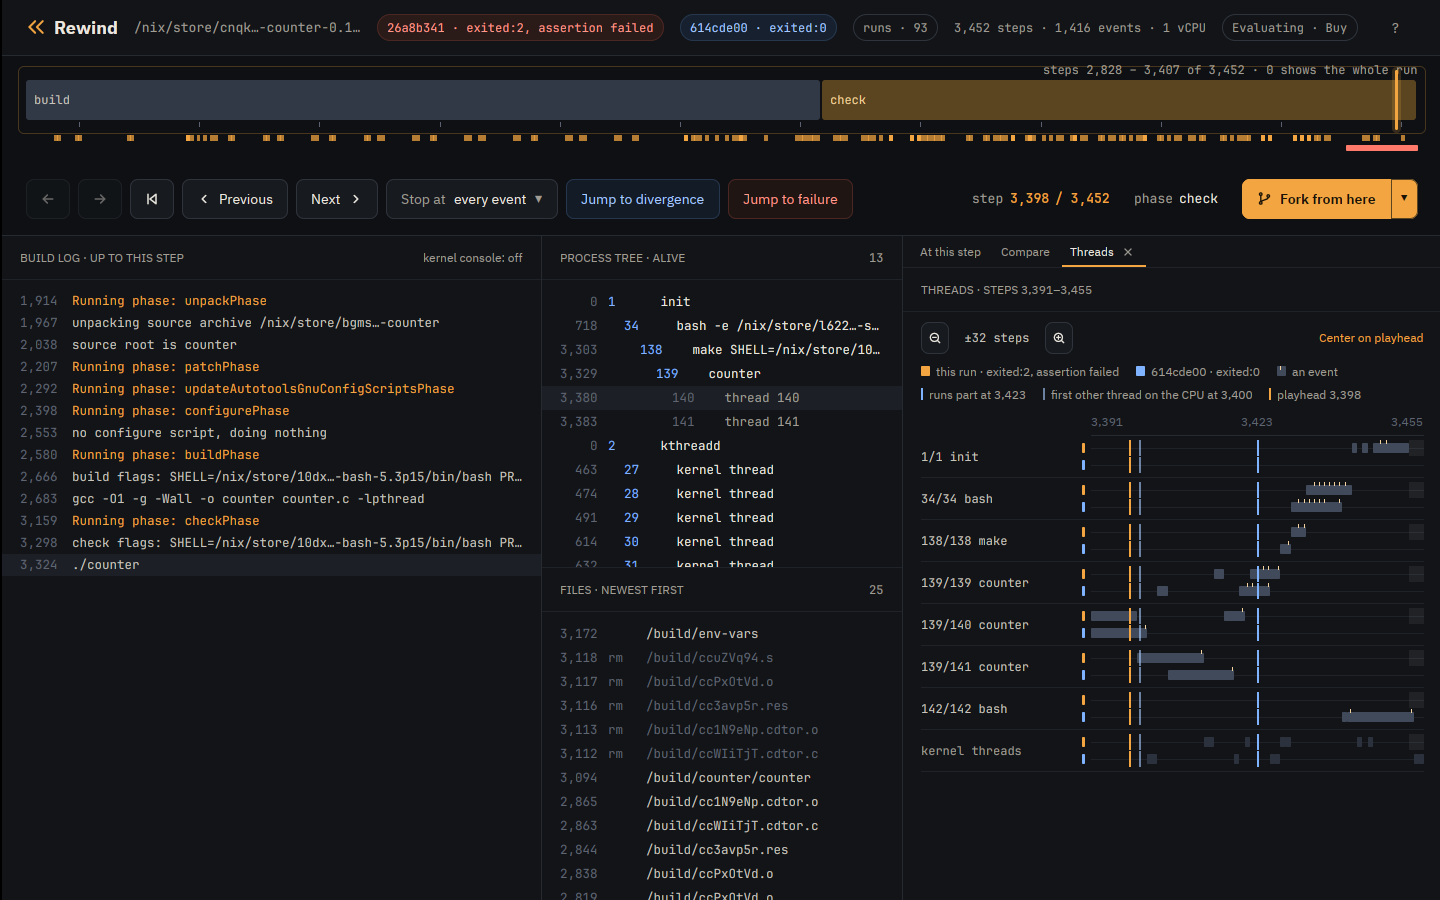 Rewind /nix/store/cnqk…-counter-0.1… 26a8b341 · exited:2, assertion failed 614cde00 · exited:0 runs · 93 3,452 steps · 1,416 events · 1 vCPU Evaluating · Buy ?
steps 2,828 – 3,407 of 3,452 · 0 shows the whole run
build check
Previous Next Stop at every event Jump to divergence Jump to failure step 3,398 / 3,452 phase check Fork from here
BUILD LOG · UP TO THIS STEP kernel console: off
1,914 Running phase: unpackPhase
1,967 unpacking source archive /nix/store/bgms…-counter
2,038 source root is counter
2,207 Running phase: patchPhase
2,292 Running phase: updateAutotoolsGnuConfigScriptsPhase
2,398 Running phase: configurePhase
2,553 no configure script, doing nothing
2,580 Running phase: buildPhase
2,666 build flags: SHELL=/nix/store/10dx…-bash-5.3p15/bin/bash PR…
2,683 gcc -O1 -g -Wall -o counter counter.c -lpthread
3,159 Running phase: checkPhase
3,298 check flags: SHELL=/nix/store/10dx…-bash-5.3p15/bin/bash PR…
3,324 ./counter
PROCESS TREE · ALIVE 13
0 1 init
718 34 bash -e /nix/store/l622…-s…
3,303 138 make SHELL=/nix/store/10…
3,329 139 counter
3,380 140 thread 140
3,383 141 thread 141
0 2 kthreadd
463 27 kernel thread
474 28 kernel thread
491 29 kernel thread
614 30 kernel thread
632 31 kernel thread
FILES · NEWEST FIRST 25
3,172 /build/env-vars
3,118 rm /build/ccuZVq94.s
3,117 rm /build/ccPxOtVd.o
3,116 rm /build/cc3avp5r.res
3,113 rm /build/cc1N9eNp.cdtor.o
3,112 rm /build/ccWIiTjT.cdtor.c
3,094 /build/counter/counter
2,865 /build/cc1N9eNp.cdtor.o
2,863 /build/ccWIiTjT.cdtor.c
2,844 /build/cc3avp5r.res
2,838 /build/ccPxOtVd.o
2,819 /build/ccPxOtVd.o
At this step Compare Threads
THREADS · STEPS 3,391–3,455
±32 steps Center on playhead
this run · exited:2, assertion failed 614cde00 · exited:0 an event
runs part at 3,423 first other thread on the CPU at 3,400 playhead 3,398
3,391 3,423 3,455
1/1 init
34/34 bash
138/138 make
139/139 counter
139/140 counter
139/141 counter
142/142 bash
kernel threads